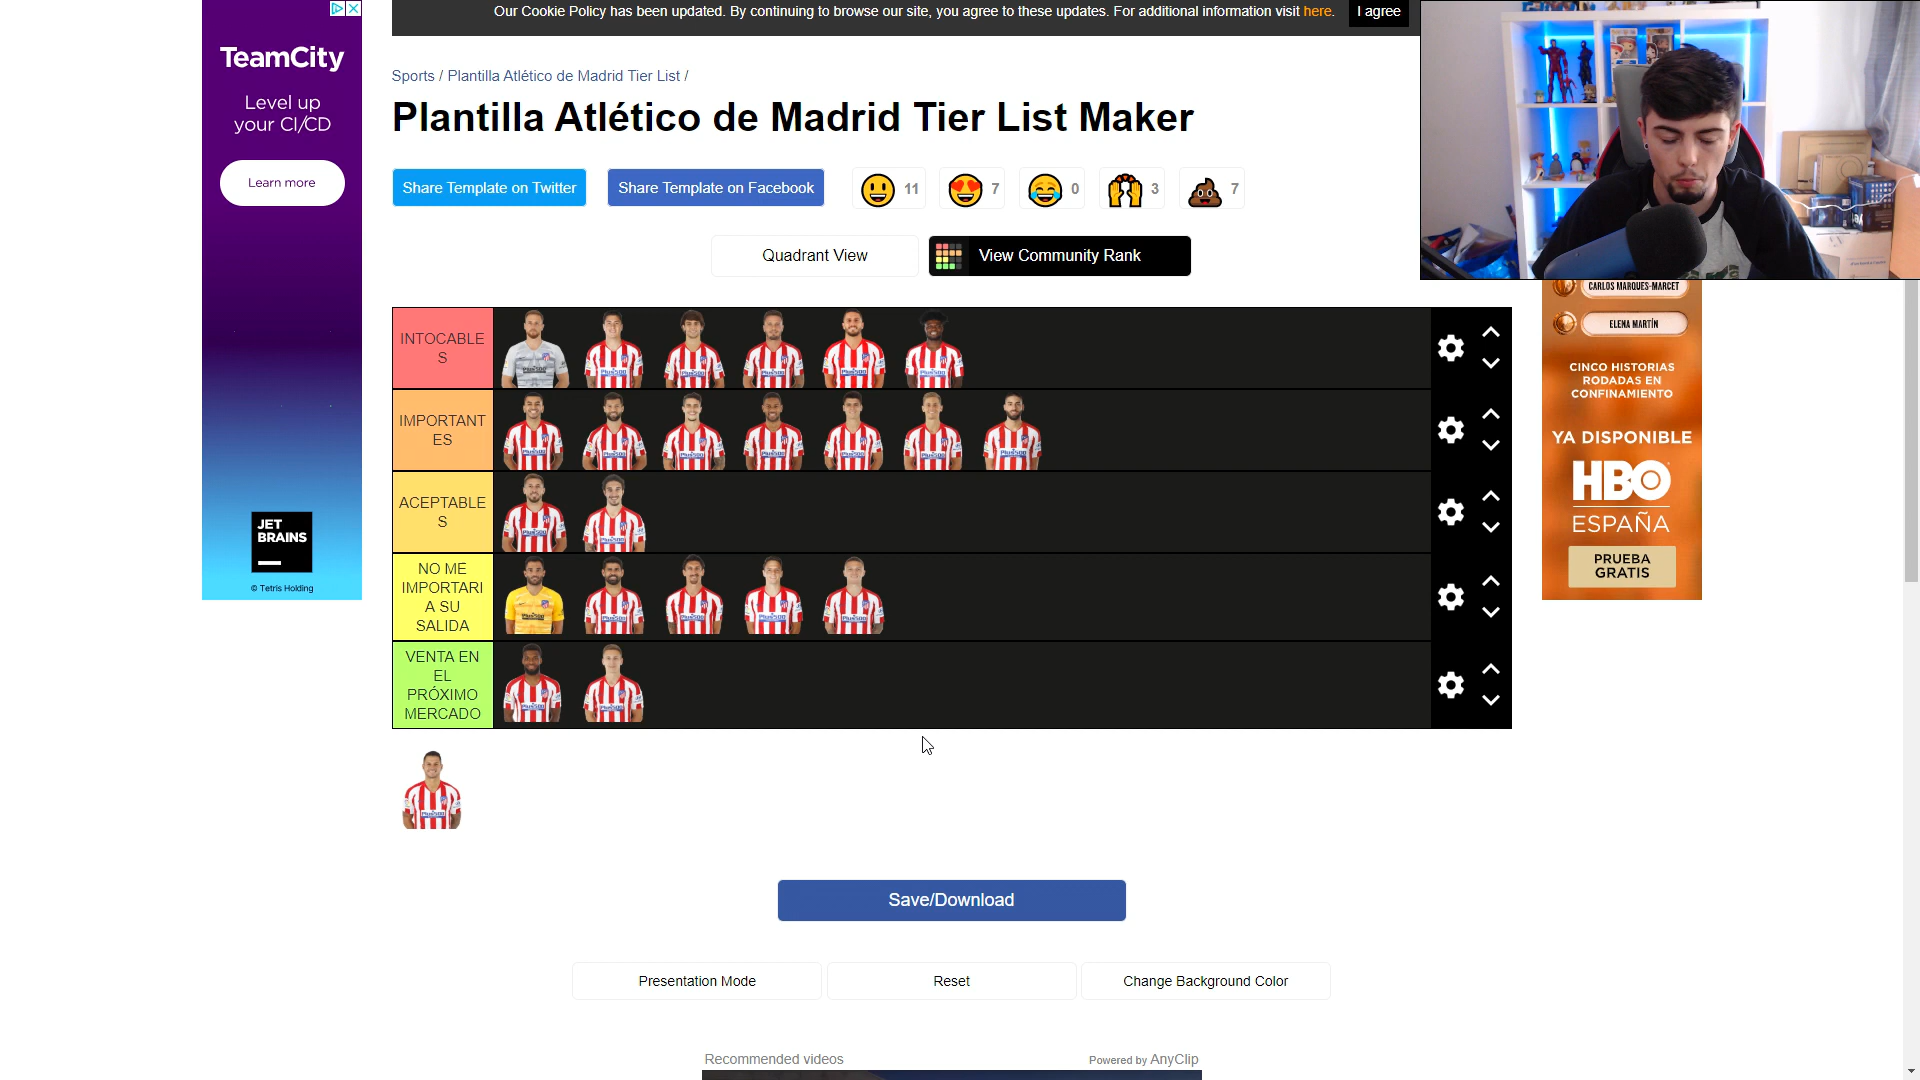 Our Cookie Policy has been updated. By continuing to browse our site, you agree to these updates. For additional information visit here.
I agree
TeamCity
Level up
your CI/CD
Learn more
JET
BRAINS
© Tetris Holding
Sports / Plantilla Atlético de Madrid Tier List /
Plantilla Atlético de Madrid Tier List Maker
Share Template on Twitter
Share Template on Facebook
11
7
0
3
7
Quadrant View
View Community Rank
INTOCABLE
S
IMPORTANT
ES
ACEPTABLE
S
NO ME
IMPORTARI
A SU
SALIDA
VENTA EN
EL
PRÓXIMO
MERCADO
CARLOS MARQUES-MARCET
ELENA MARTÍN
CINCO HISTORIAS
RODADAS EN
CONFINAMIENTO
YA DISPONIBLE
HBO
ESPAÑA
PRUEBA
GRATIS
Save/Download
Presentation Mode
Reset
Change Background Color
Recommended videos
Powered by AnyClip